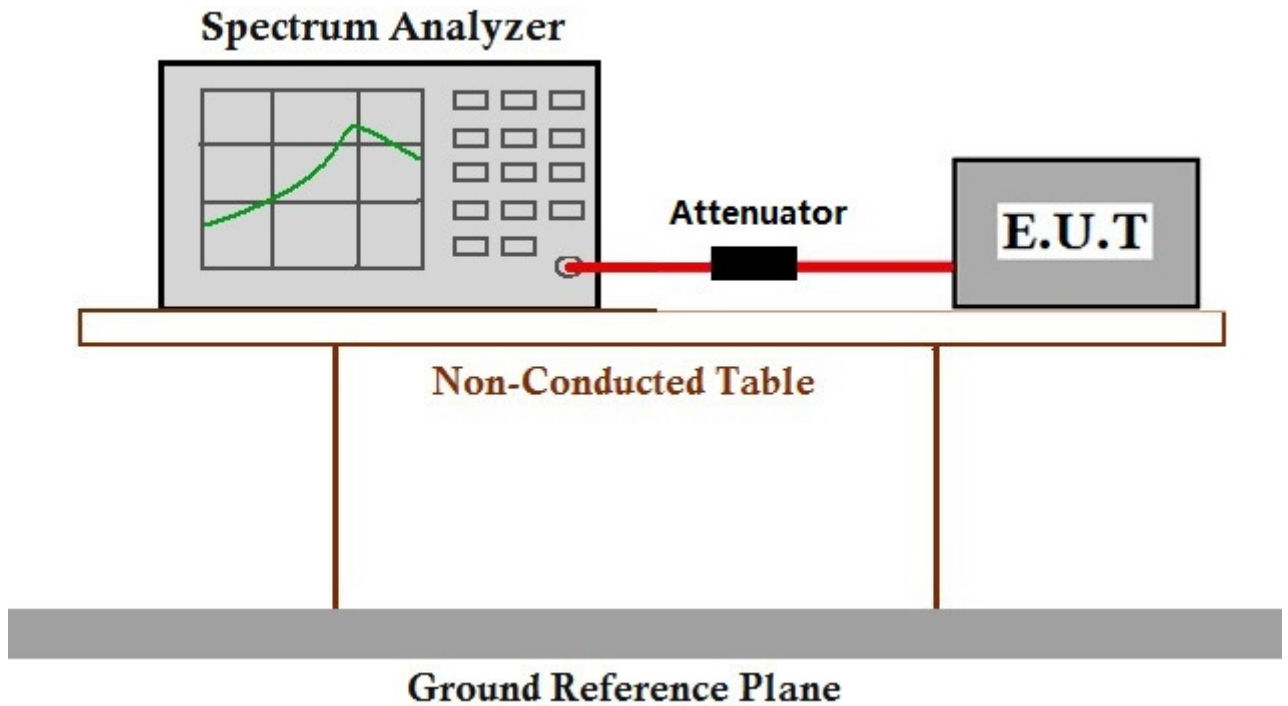 Spectrum Analyzer
Attenuator
E.U.T
Non-Conducted Table
Ground Reference Plane